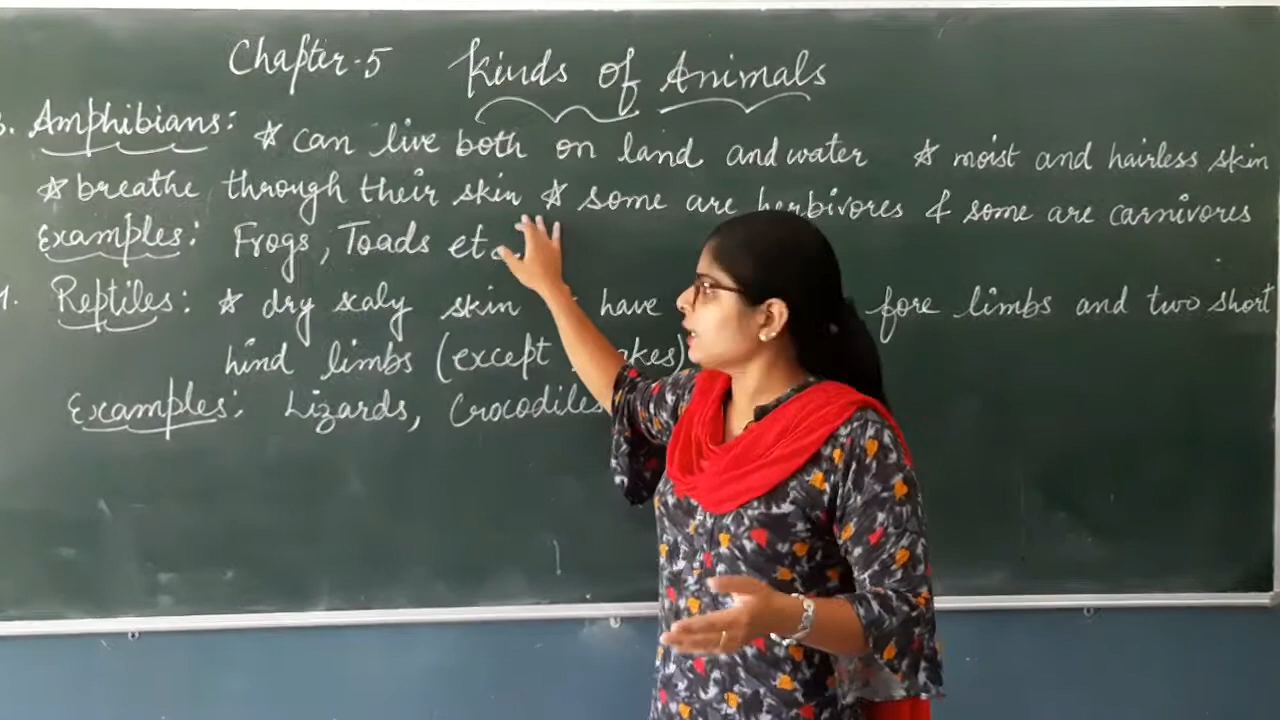 Chapter-5 Kinds of Animals
3. Amphibians: * can live both on land and water * moist and hairless skin
* breathe through their skin * some are herbivores & some are carnivores
Examples: Frogs, Toads etc
Reptiles: * dry scaly skin have fore limbs and two short
hind limbs (except
Examples: Lizards, Crocodiles